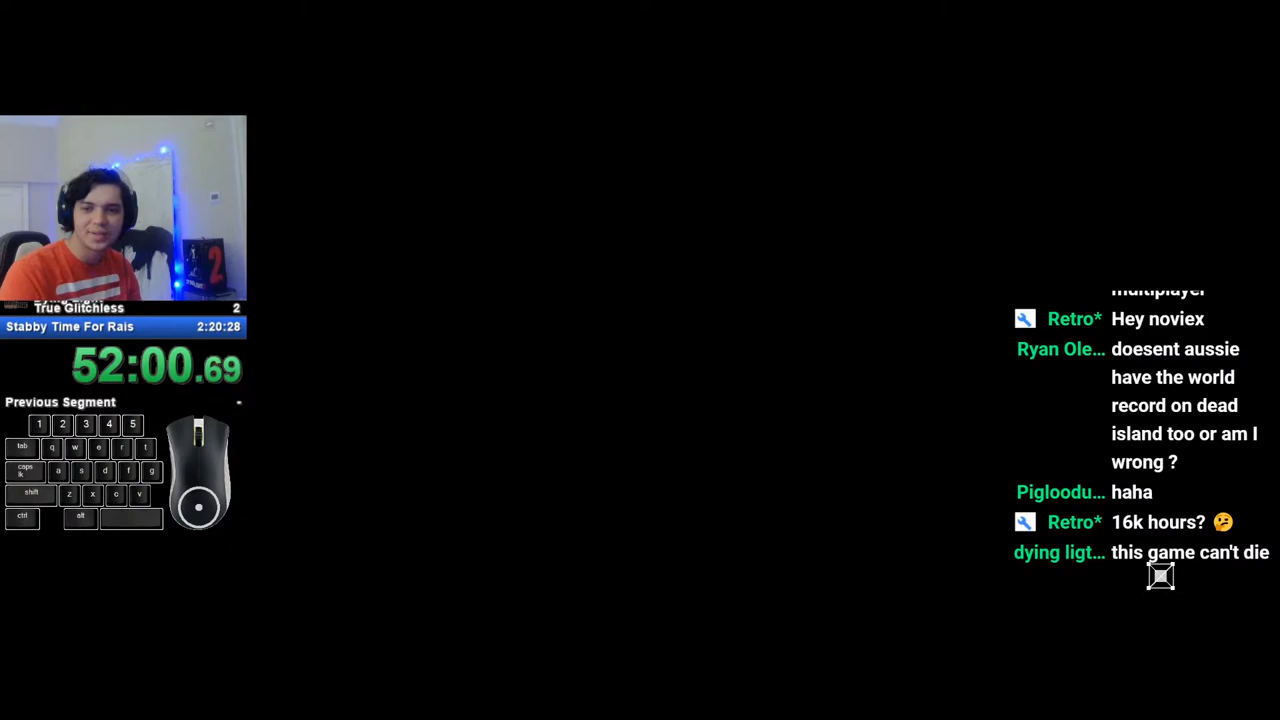 True Glitchless 2
Stabby Time For Rais 2:20:28
52:00.69
Previous Segment -
1 2 3 4 5
tab q w e r t
caps lk a s d f g
shift z x c v
ctrl alt
2
multiplayer
Retro* Hey noviex
Ryan Ole... doesent aussie
have the world
record on dead
island too or am I
wrong ?
Pigloodu... haha
Retro* 16k hours? 🤔
dying ligt... this game can't die